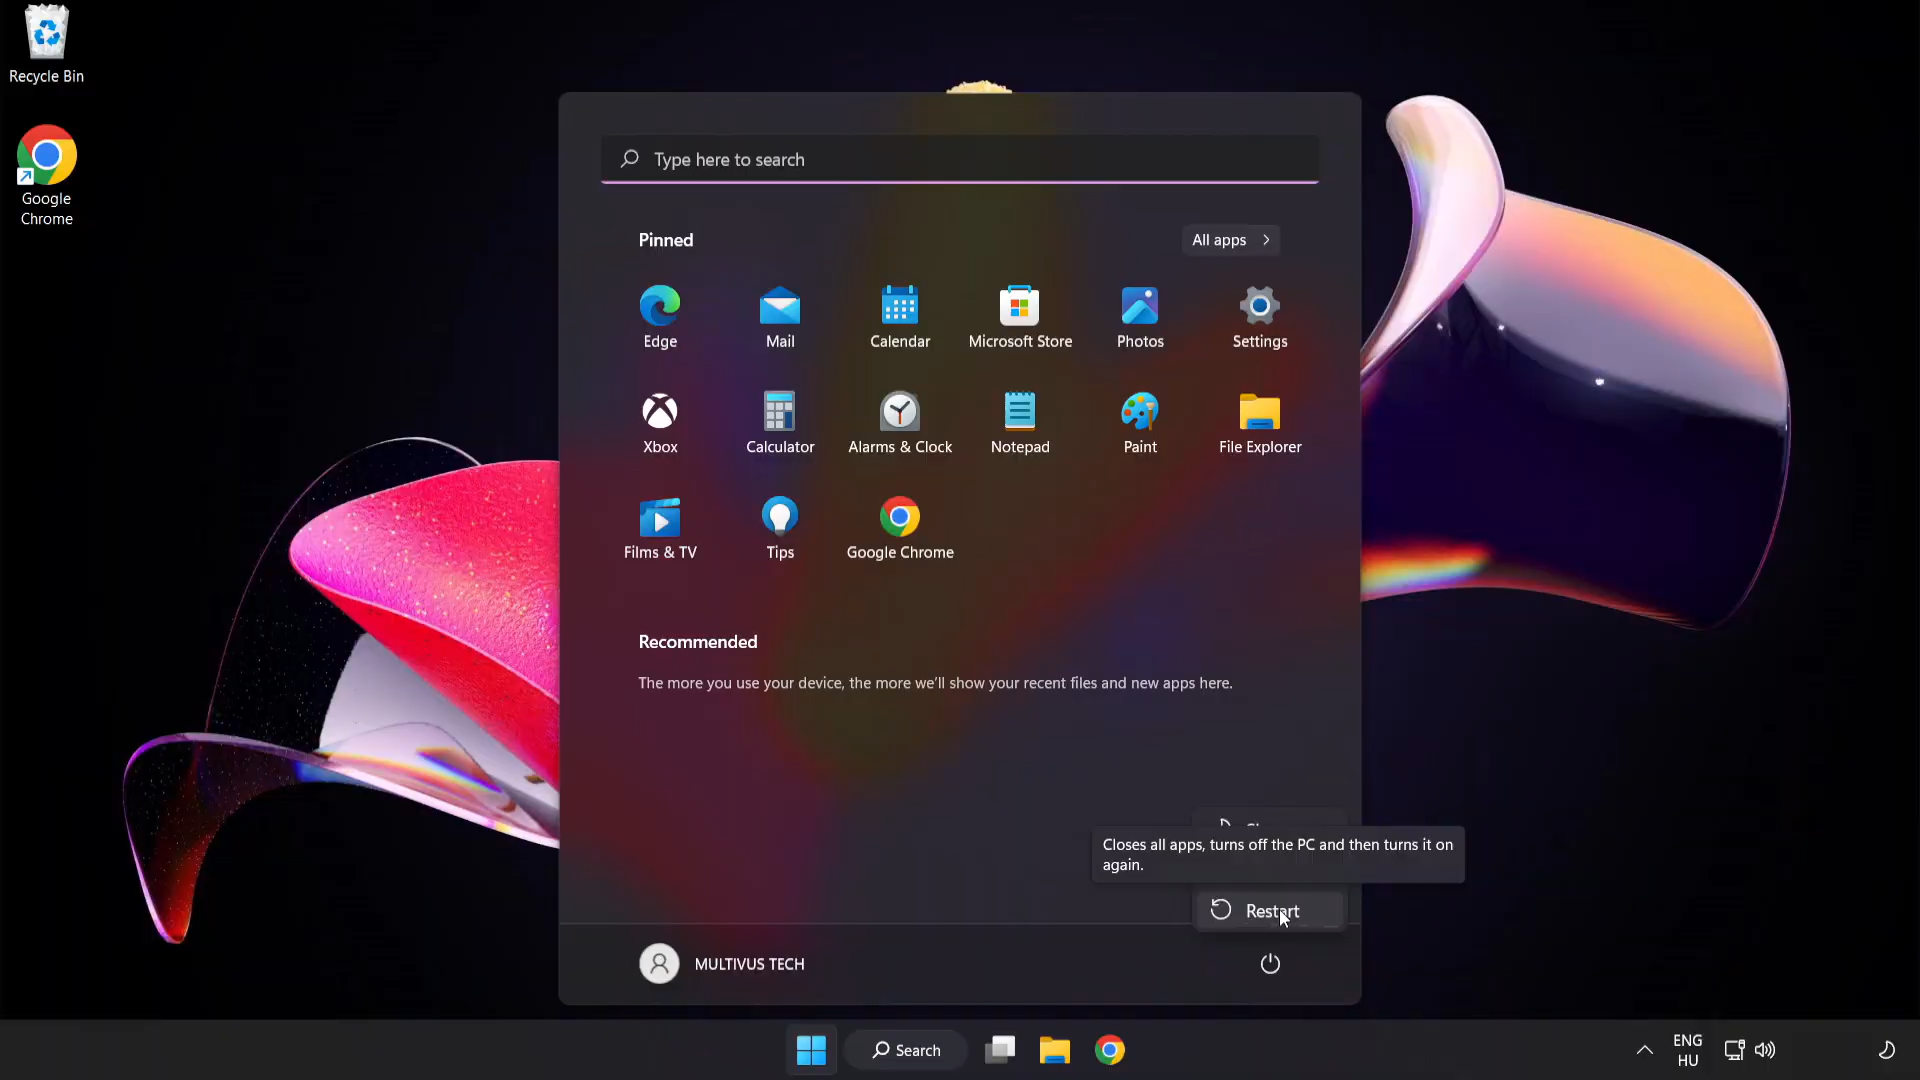 Recycle Bin
Google
Chrome
Type here to search
Pinned
All apps
Edge
Mail
Calendar
Microsoft Store
Photos
Settings
Xbox
Calculator
Alarms & Clock
Notepad
Paint
File Explorer
Films & TV
Tips
Google Chrome
Recommended
The more you use your device, the more we'll show your recent files and new apps here.
Closes all apps, turns off the PC and then turns it on
again.
Restart
MULTIVUS TECH
Search
ENG
HU